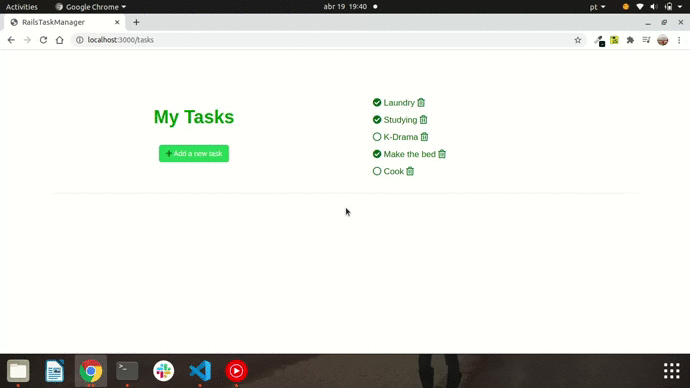 Activities
Google Chrome
abr 19 19:40
pt
RailsTaskManager
localhost:3000/tasks
My Tasks
+ Add a new task
Laundry
Studying
K-Drama
Make the bed
Cook